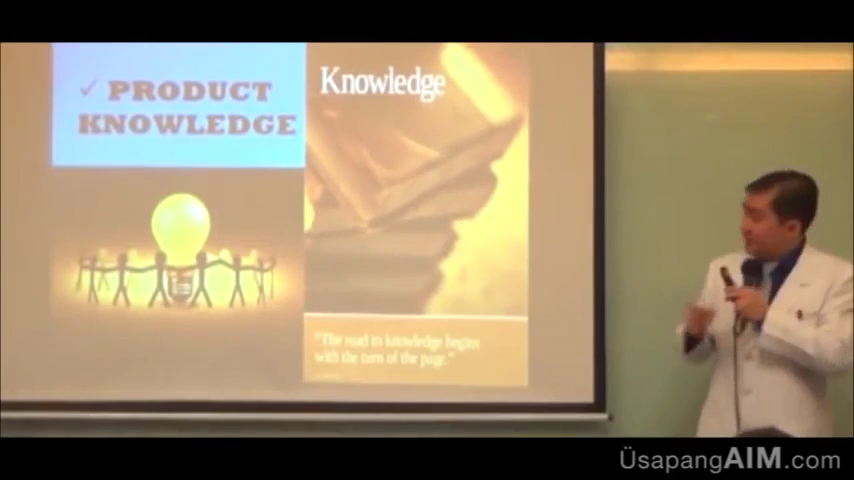 ✓ PRODUCT
KNOWLEDGE
Knowledge
"The road to knowledge begins
with the turn of the page."
ÜsapangAIM.com